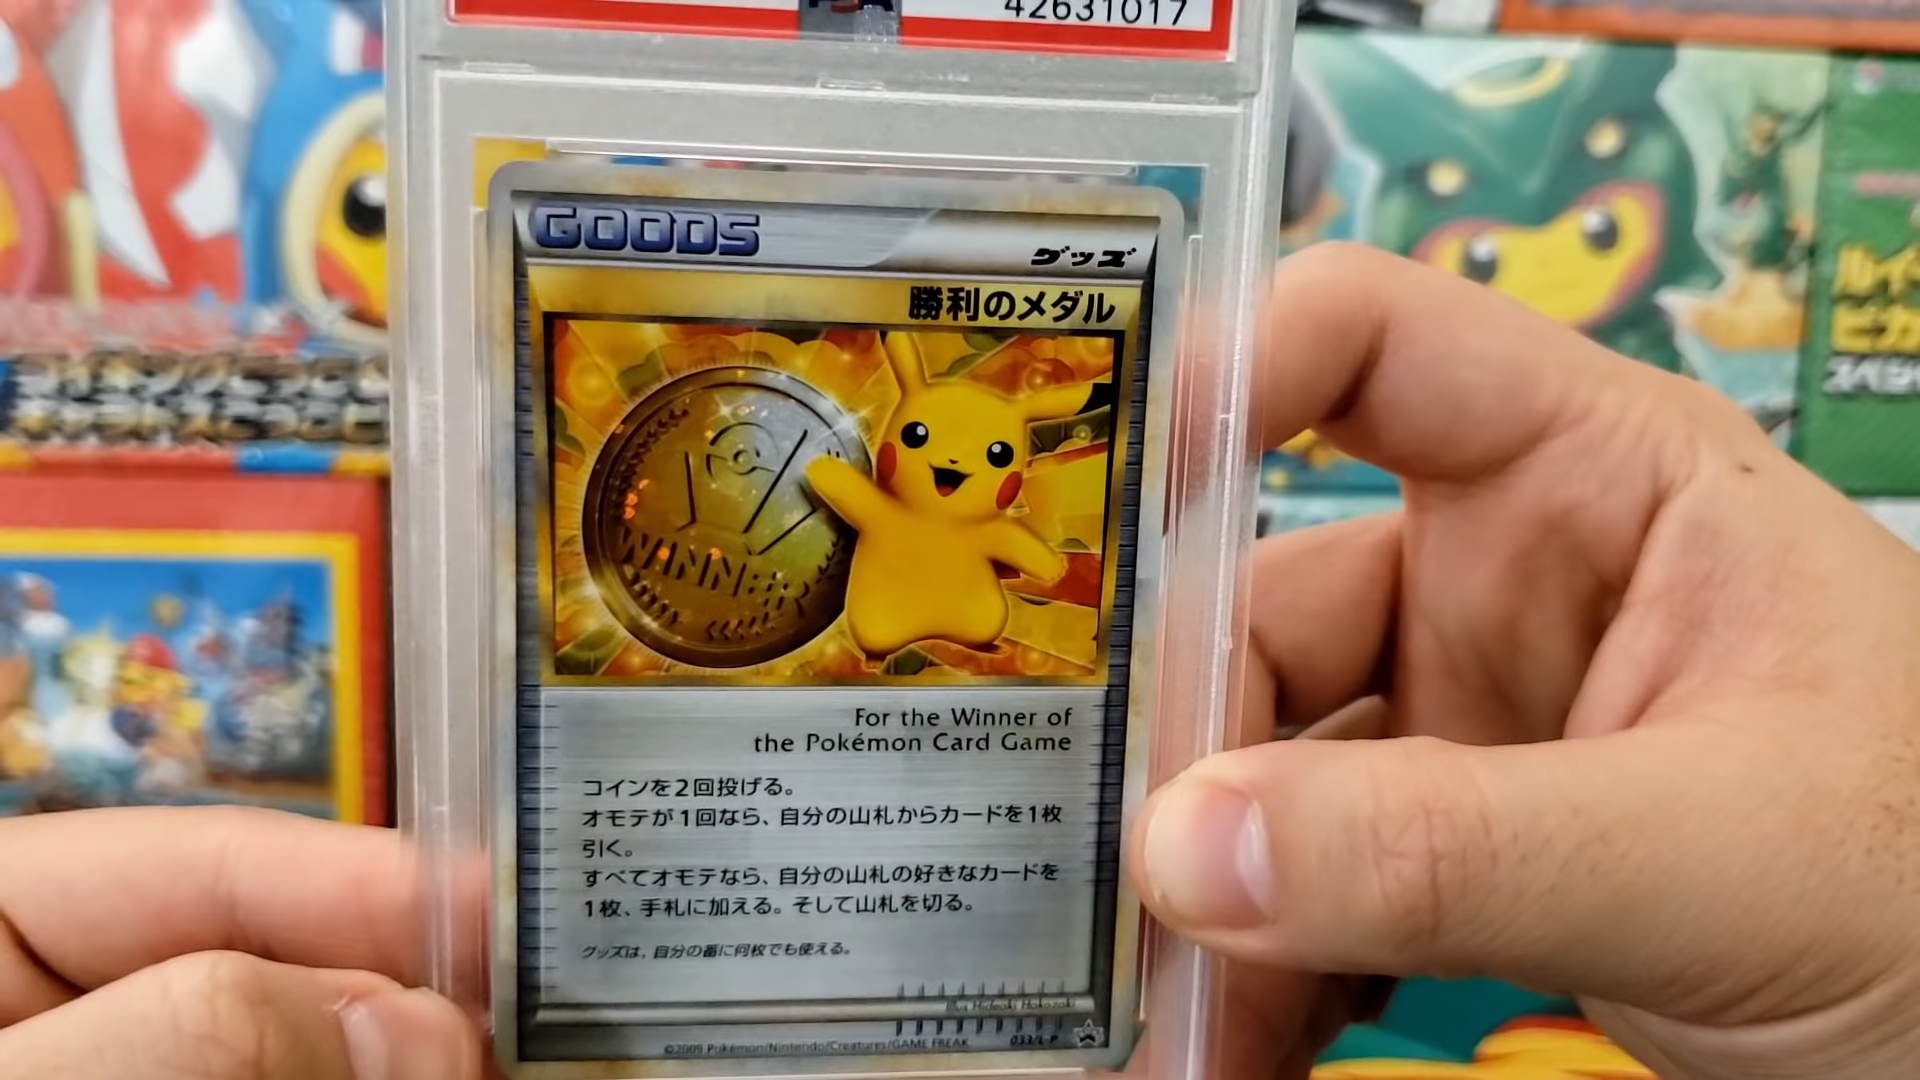 42631017
GOODS
グッズ
勝利のメダル
WINNER
For the Winner of
the Pokémon Card Game
コインを2回投げる。
オモテが1回なら、自分の山札からカードを1枚
引く。
すべてオモテなら、自分の山札の好きなカードを
1枚、手札に加える。そして山札を切る。
グッズは、自分の番に何枚でも使える。
Illus. Hideaki Hakozaki
©2009 Pokémon/Nintendo/Creatures/GAME FREAK
033/L-P